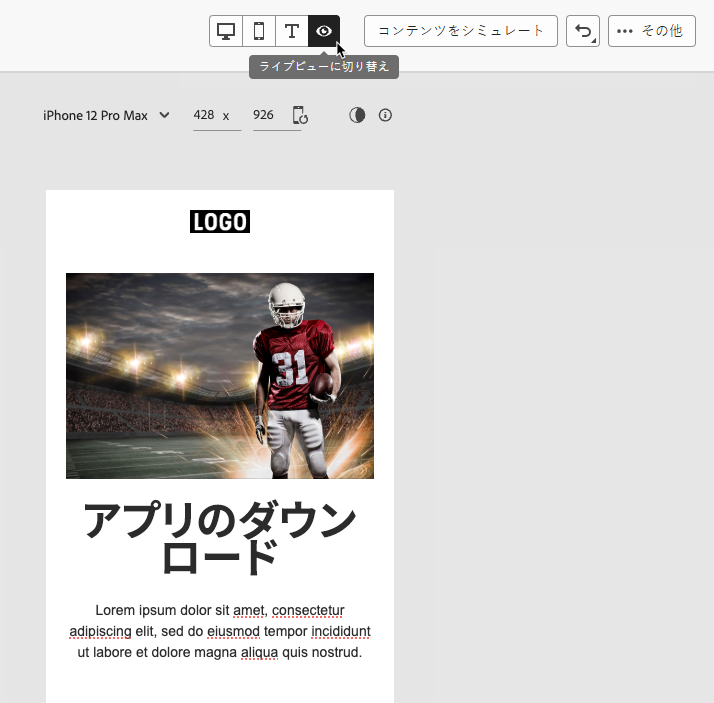 コンテンツをシミュレート
その他
ライブビューに切り替え
iPhone 12 Pro Max 428 x 926
LOGO
31
アプリのダウン
ロード
Lorem ipsum dolor sit amet, consectetur
adipiscing elit, sed do eiusmod tempor incididunt
ut labore et dolore magna aliqua quis nostrud.